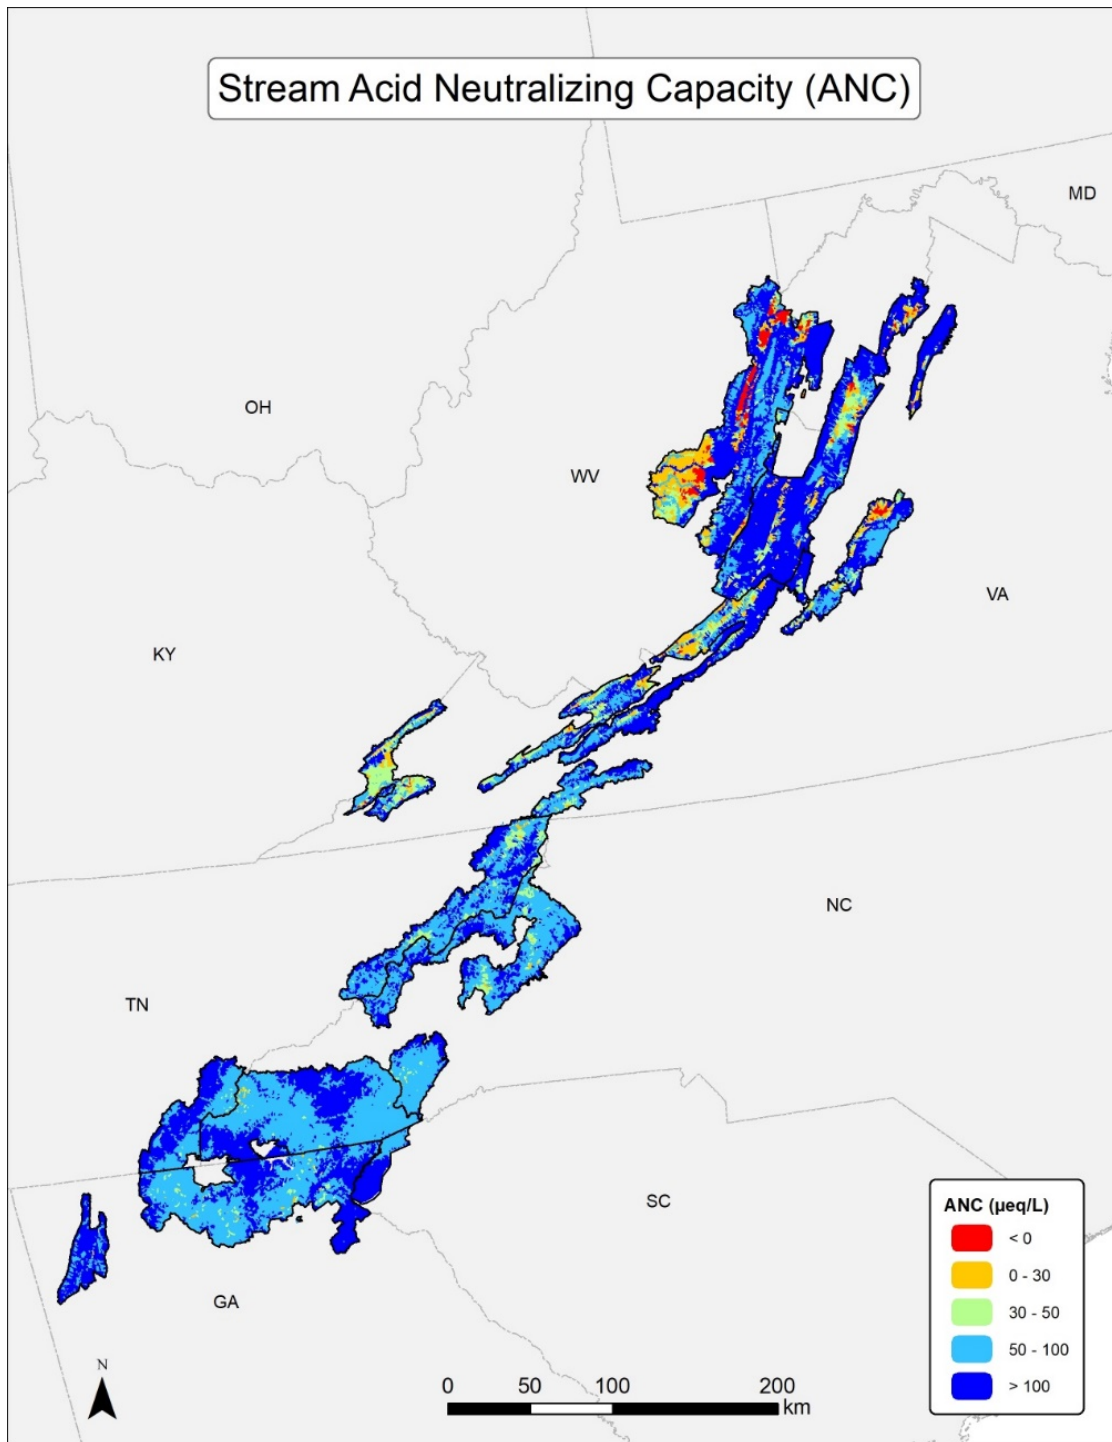 Stream Acid Neutralizing Capacity (ANC)
MD
OH
WV
VA
KY
NC
TN
SC
GA
ANC (µeq/L)
< 0
0 - 30
30 - 50
50 - 100
> 100
N
0 50 100 200
km